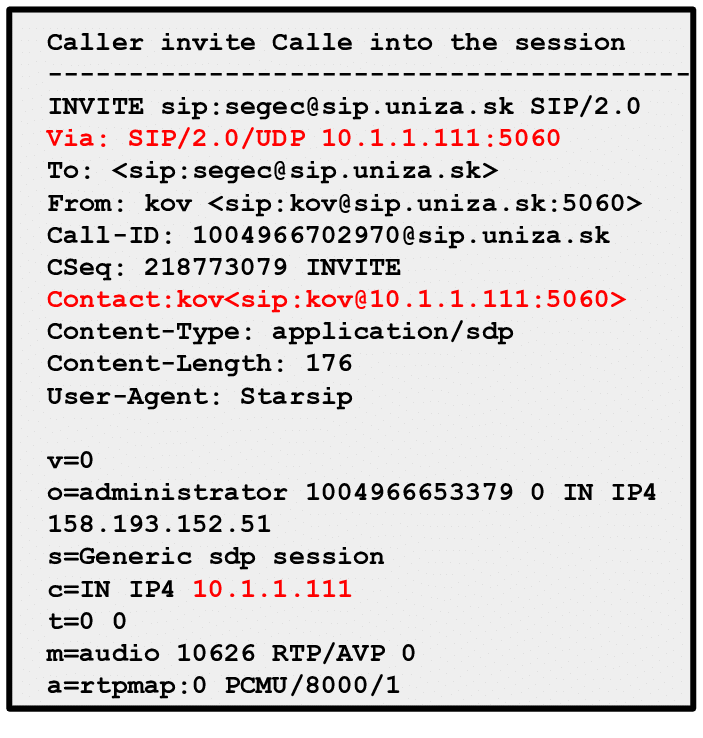 Caller invite Calle into the session
----------------------------------------
INVITE sip:segec@sip.uniza.sk SIP/2.0
Via: SIP/2.0/UDP 10.1.1.111:5060
To: <sip:segec@sip.uniza.sk>
From: kov <sip:kov@sip.uniza.sk:5060>
Call-ID: 1004966702970@sip.uniza.sk
CSeq: 218773079 INVITE
Contact:kov<sip:kov@10.1.1.111:5060>
Content-Type: application/sdp
Content-Length: 176
User-Agent: Starsip

v=0
o=administrator 1004966653379 0 IN IP4
158.193.152.51
s=Generic sdp session
c=IN IP4 10.1.1.111
t=0 0
m=audio 10626 RTP/AVP 0
a=rtpmap:0 PCMU/8000/1